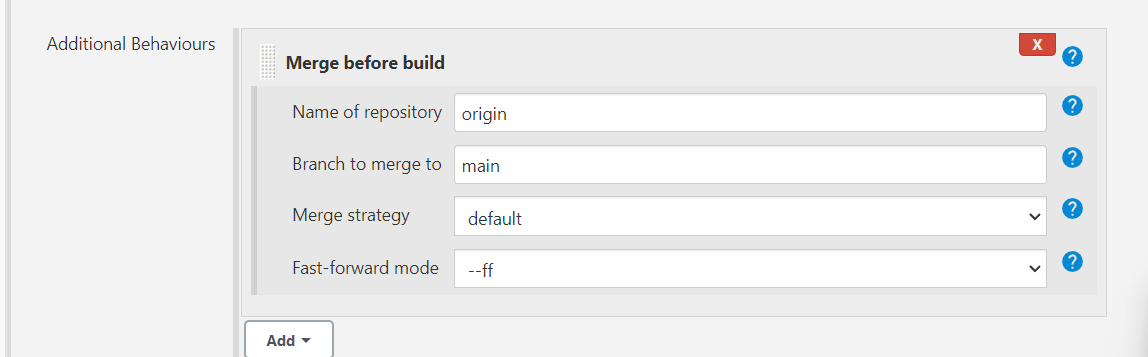 Additional Behaviours
Merge before build
X
?
Name of repository
origin
?
Branch to merge to
main
?
Merge strategy
default
?
Fast-forward mode
--ff
?
Add